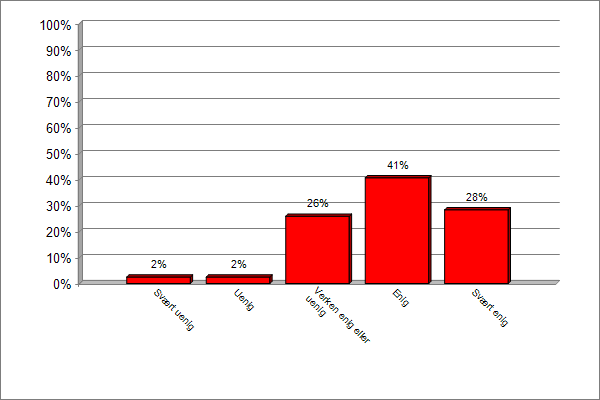 100%
90%
80%
70%
60%
50%
40%
30%
20%
10%
0%
2%
2%
26%
41%
28%
Svært uenig
Uenig
Verken enig eller
uenig
Enig
Svært enig